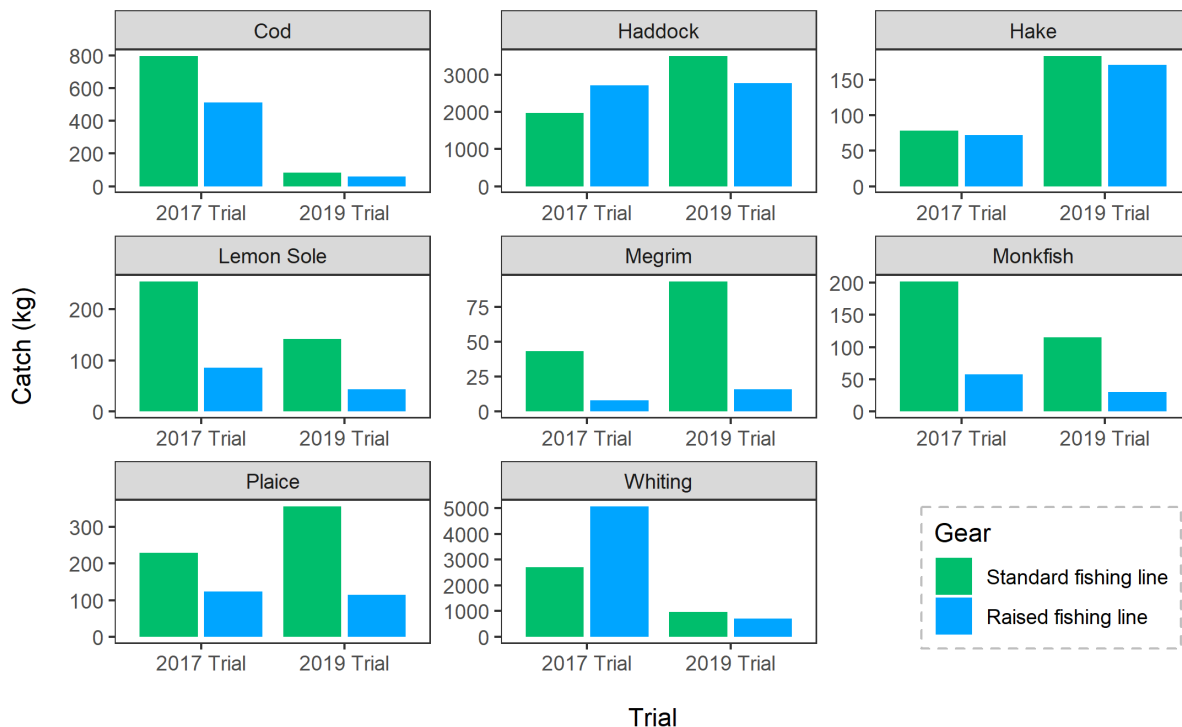 Cod
Haddock
Hake
800
600
400
200
0
3000
2000
1000
0
150
100
50
0
2017 Trial 2019 Trial
2017 Trial 2019 Trial
2017 Trial 2019 Trial
Lemon Sole
Megrim
Monkfish
200
100
0
75
50
25
0
200
150
100
50
0
2017 Trial 2019 Trial
2017 Trial 2019 Trial
2017 Trial 2019 Trial
Plaice
Whiting
300
200
100
0
5000
4000
3000
2000
1000
0
2017 Trial 2019 Trial
2017 Trial 2019 Trial
Catch (kg)
Trial
Gear
Standard fishing line
Raised fishing line